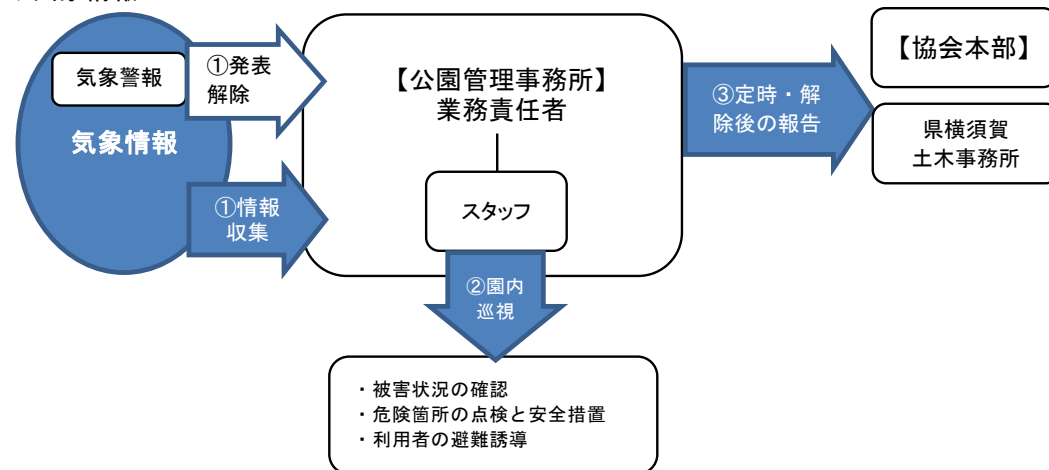 気象警報
気象情報
①発表
解除
①情報
収集
【公園管理事務所】
業務責任者
スタッフ
②園内
巡視
・被害状況の確認
・危険箇所の点検と安全措置
・利用者の避難誘導
③定時・解
除後の報告
【協会本部】
県横須賀
土木事務所